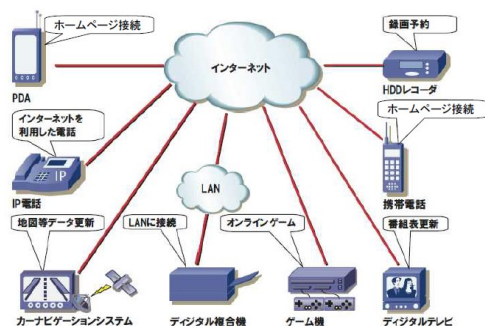 ホームページ接続
PDA
インターネットを
利用した電話
IP
IP電話
地図等データ更新
カーナビゲーションシステム
インターネット
LAN
LANに接続
ディジタル複合機
オンラインゲーム
ゲーム機
録画予約
HDDレコーダ
ホームページ接続
携帯電話
番組表更新
ディジタルテレビ